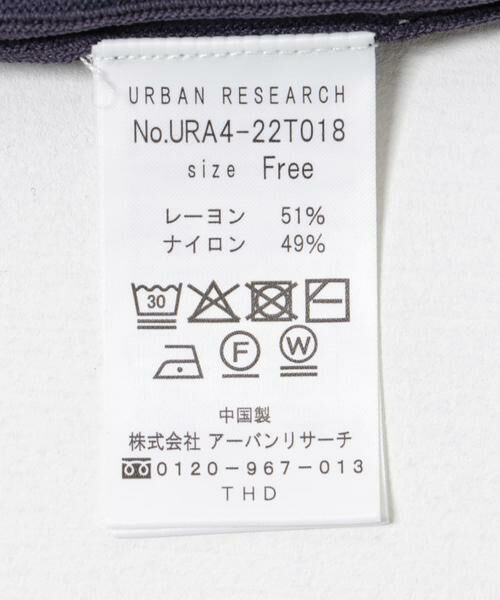 URBAN RESEARCH
No.URA4-22T018
size Free
レーヨン 51%
ナイロン 49%
30
F W
中国製
株式会社 アーバンリサーチ
0120-967-013
THD